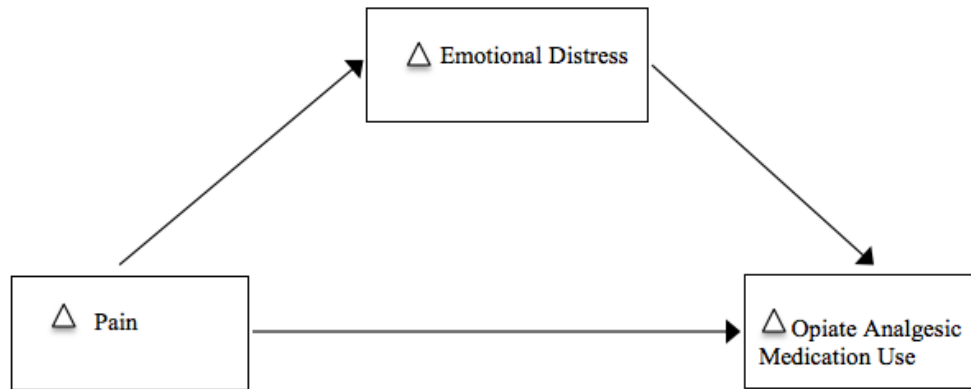 △ Emotional Distress
△ Pain
△ Opiate Analgesic
Medication Use